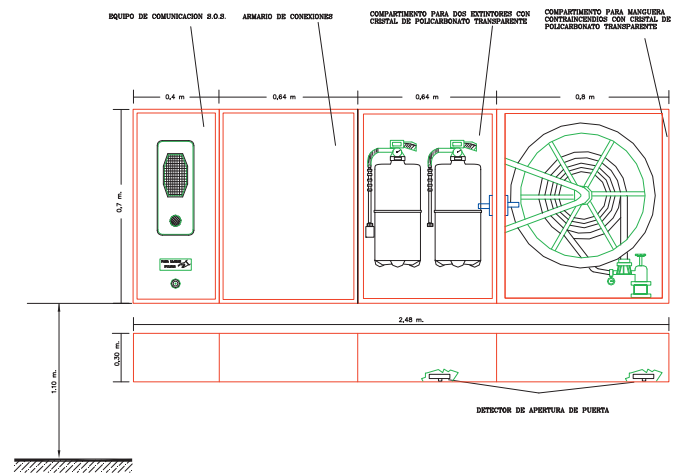 EQUIPO DE COMUNICACION S.O.S.
ARMARIO DE CONEXIONES
COMPARTIMENTO PARA DOS EXTINTORES CON
CRISTAL DE POLICARBONATO TRANSPARENTE
COMPARTIMENTO PARA MANGUERA
CONTRAINCENDIOS CON CRISTAL DE
POLICARBONATO TRANSPARENTE
0,4 m
0,64 m
0,64 m
0,8 m
0,7 m.
PARA HABLAR
2,48 m.
0,30 m.
1.10 m.
DETECTOR DE APERTURA DE PUERTA